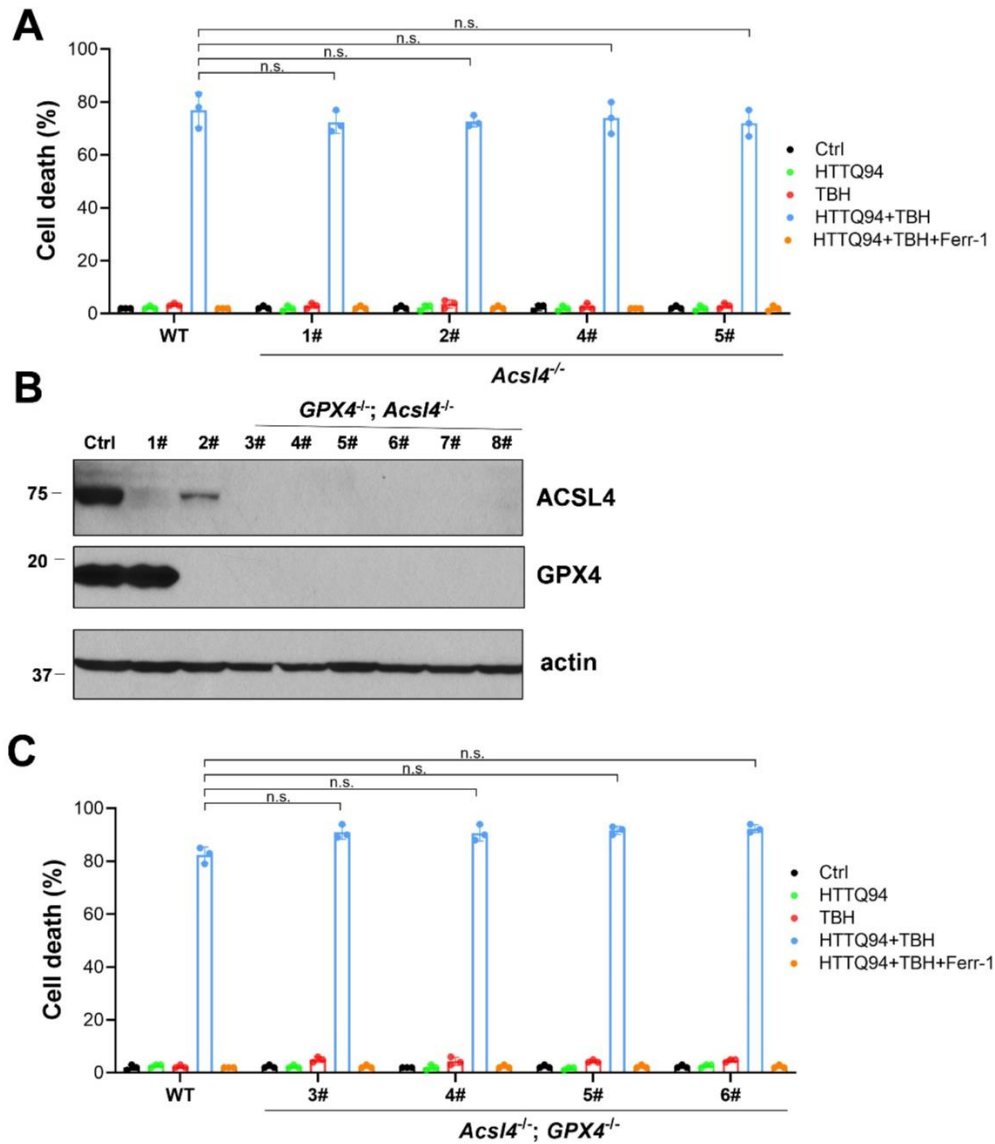 A
n.s.
n.s.
n.s.
n.s.
100
80
60
40
20
0
Cell death (%)
Ctrl
HTTQ94
TBH
HTTQ94+TBH
HTTQ94+TBH+Ferr-1
WT 1# 2# 4# 5#
Acsl4-/-
B
GPX4-/-; Acsl4-/-
Ctrl 1# 2# 3# 4# 5# 6# 7# 8#
75 ACSL4
20 GPX4
37 actin
C
n.s.
n.s.
n.s.
n.s.
100
80
60
40
20
0
Cell death (%)
Ctrl
HTTQ94
TBH
HTTQ94+TBH
HTTQ94+TBH+Ferr-1
WT 3# 4# 5# 6#
Acsl4-/-; GPX4-/-